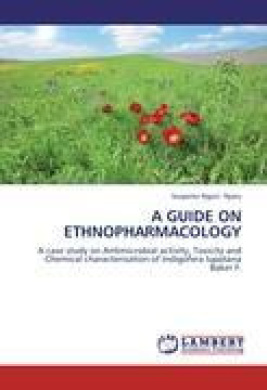 A GUIDE ON
ETHNOPHARMACOLOGY
A case study on Antimicrobial activity, Toxicity and
Chemical characterisation of Indigofera lupatana
Baker F.
LAMBERT